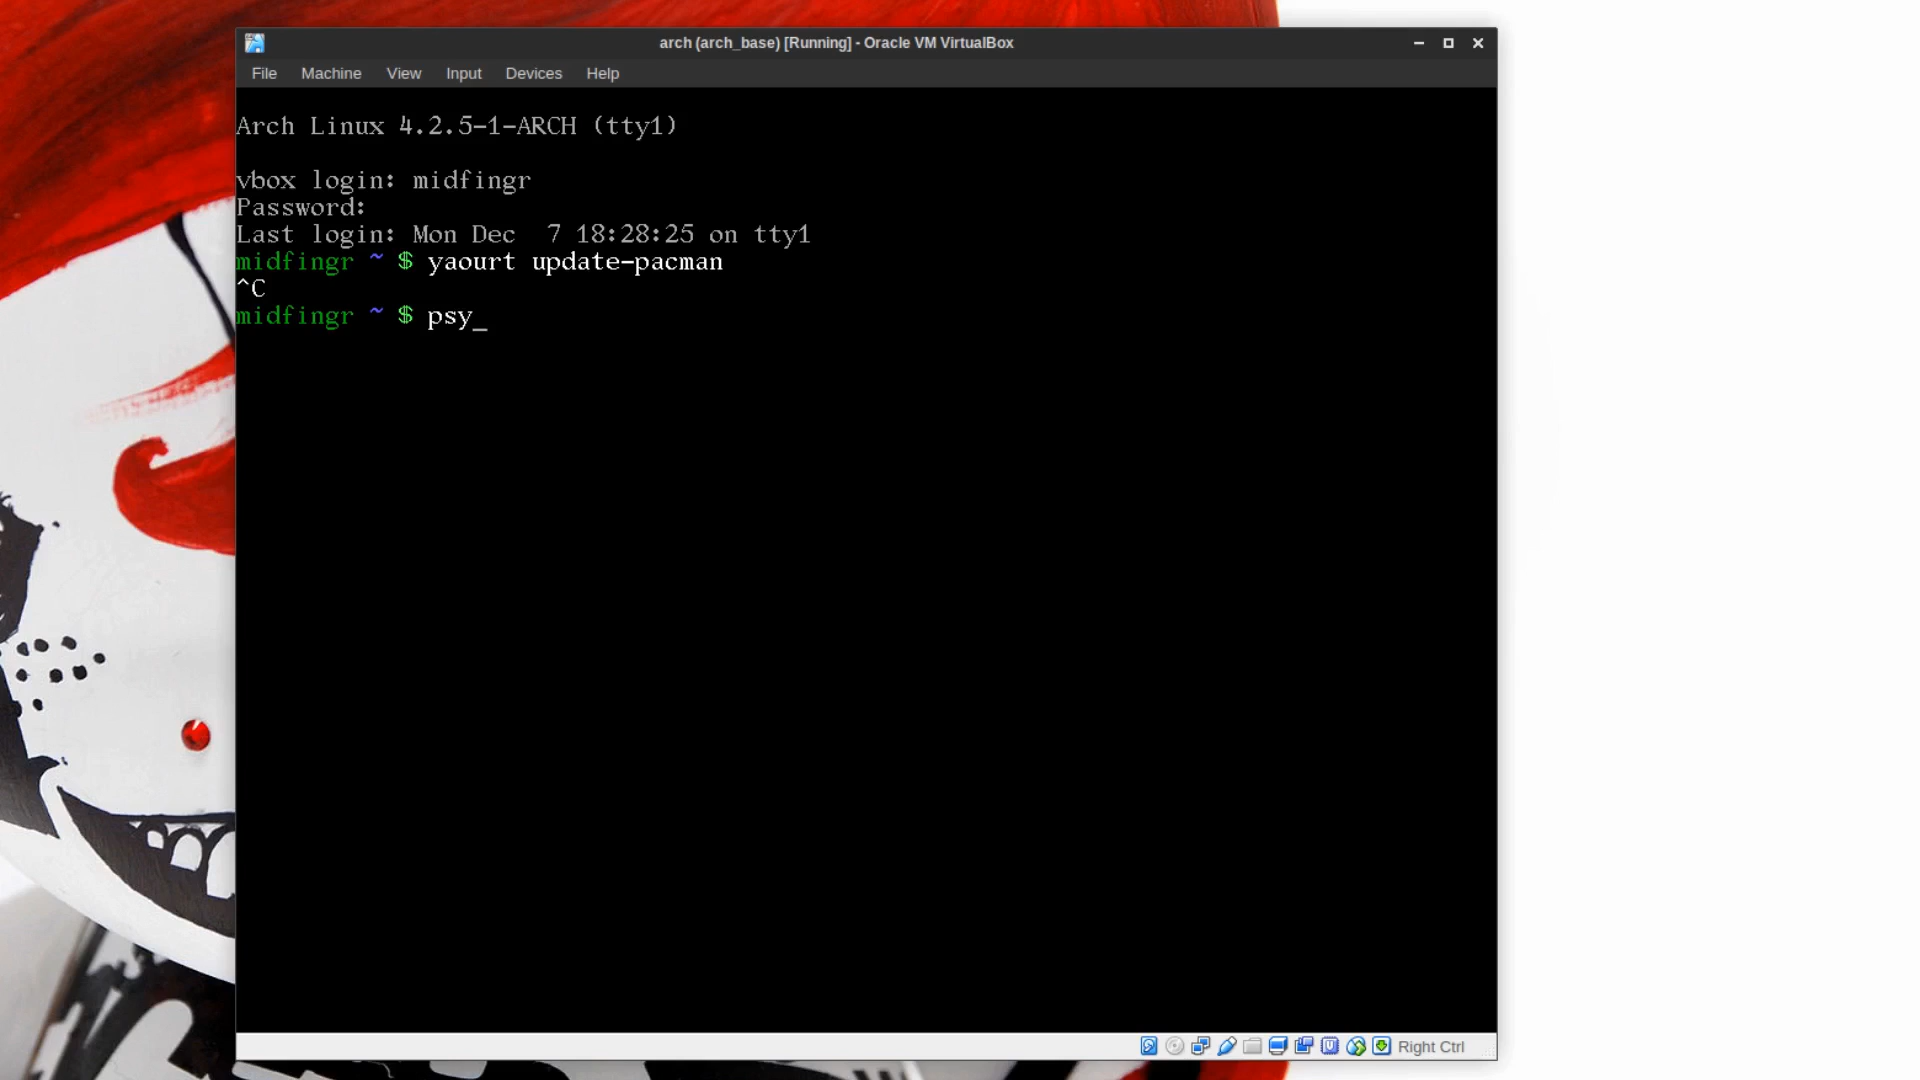 arch (arch_base) [Running] - Oracle VM VirtualBox
File Machine View Input Devices Help
Arch Linux 4.2.5-1-ARCH (tty1)
vbox login: midfingr
Password:
Last login: Mon Dec  7 18:28:25 on tty1
midfingr ~ $ yaourt update-pacman
^C
midfingr ~ $ psy_
Right Ctrl